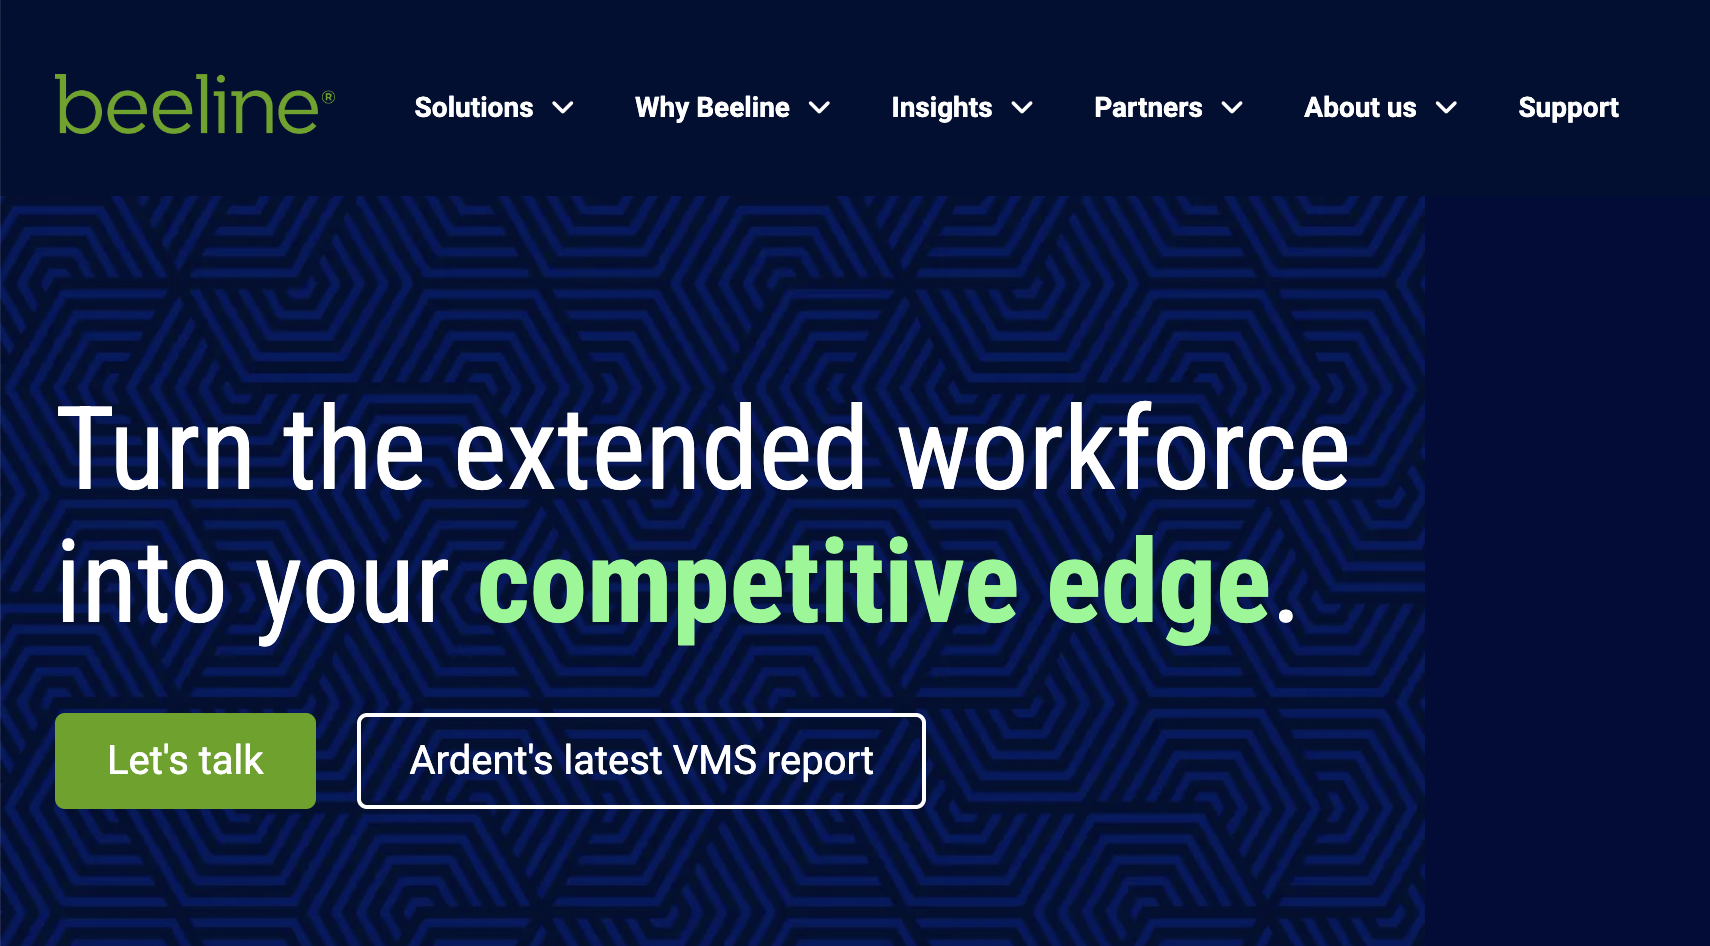 beeline®
Solutions
Why Beeline
Insights
Partners
About us
Support
Turn the extended workforce
into your competitive edge.
Let's talk
Ardent's latest VMS report